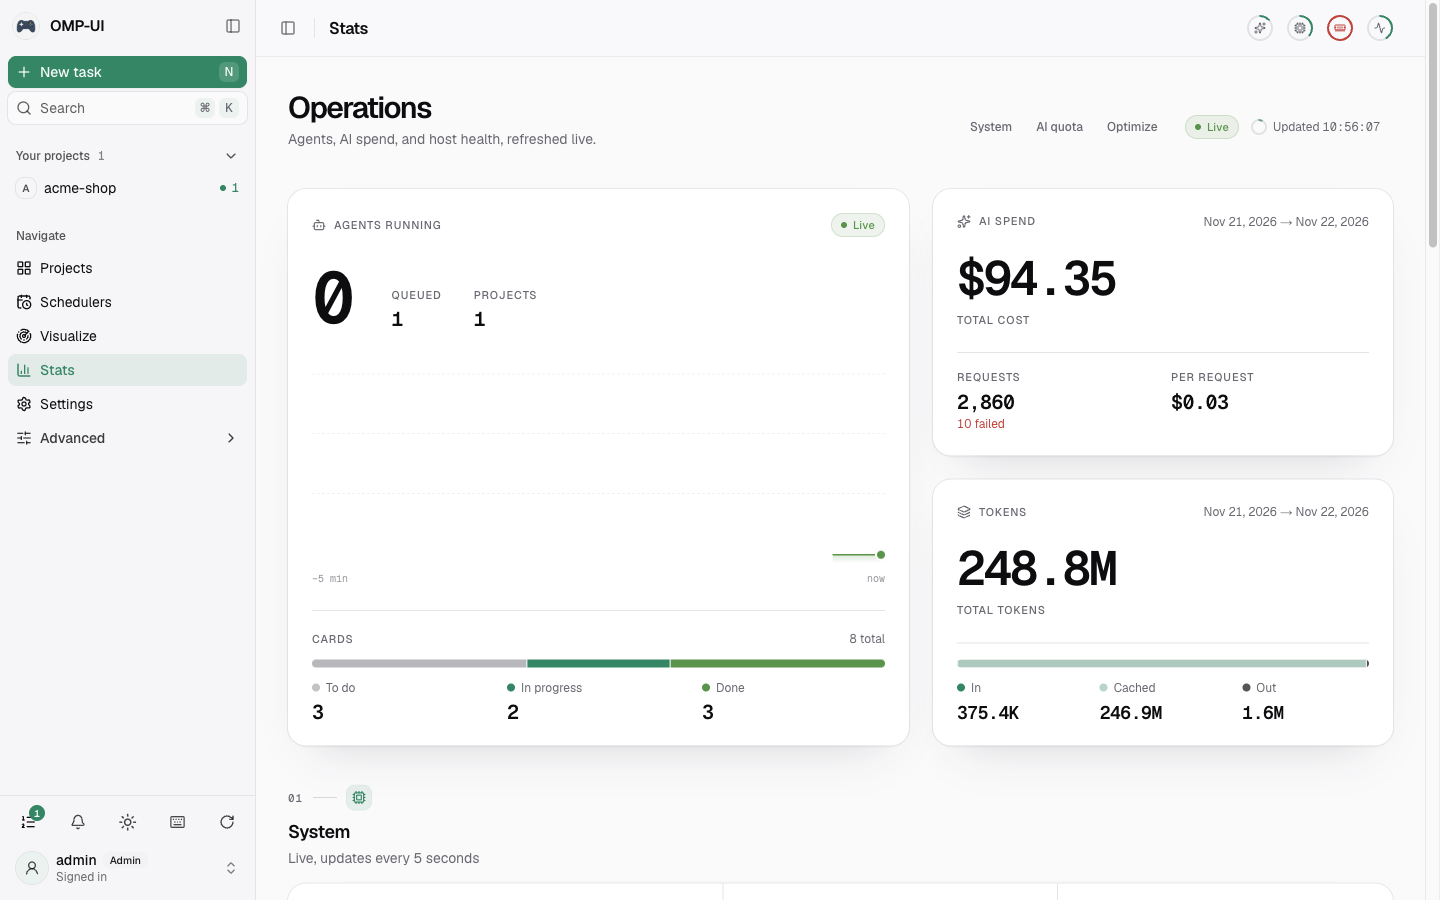 OMP-UI
New task N
Search ⌘ K
Your projects 1
A acme-shop 1
Navigate
Projects
Schedulers
Visualize
Stats
Settings
Advanced
1
admin Admin
Signed in
Stats
Operations
Agents, AI spend, and host health, refreshed live.
System AI quota Optimize Live Updated 10:56:07
AGENTS RUNNING Live
0
QUEUED PROJECTS
1 1
~5 min now
CARDS 8 total
To do In progress Done
3 2 3
AI SPEND Nov 21, 2026 → Nov 22, 2026
$94.35
TOTAL COST
REQUESTS PER REQUEST
2,860 $0.03
10 failed
TOKENS Nov 21, 2026 → Nov 22, 2026
248.8M
TOTAL TOKENS
In Cached Out
375.4K 246.9M 1.6M
01
System
Live, updates every 5 seconds